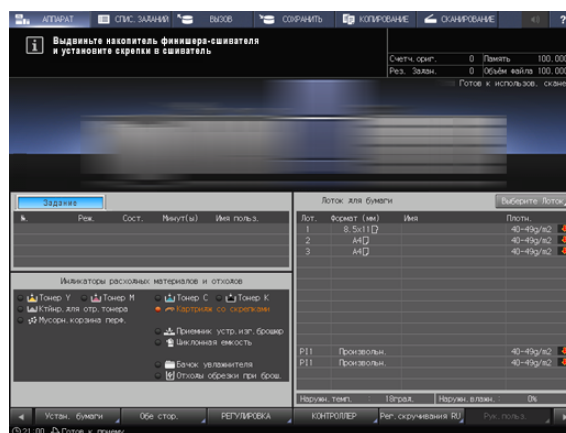 АППАРАТ СПИС. ЗАДАНИЙ ВЫЗОВ СОХРАНИТЬ КОПИРОВАНИЕ СКАНИРОВАНИЕ ?
Выдвиньте накопитель финишера-сшивателя
и установите скрепки в сшиватель
Счетч.ориг. 0 Память 100.000
Рез. Задан. 0 Объём файла 100.000
Готов к использов. скане
Задание
№. Реж. Сост. Минут(ы) Имя польз.
Лоток для бумаги Выберите Лоток
Лот. Формат (мм) Имя Плотн.
1 8.5x11 40-49g/m2
2 A4 40-49g/m2
3 A4 40-49g/m2
PI1 Произвольн. 40-49g/m2
PI1 Произвольн. 40-49g/m2
Индикаторы расходных материалов и отходов
Тонер Y Тонер M Тонер C Тонер K
Ктйнр.для отр.тонера Картридж со скрепками
Мусорн.корзина перф.
Приемник устр.изг.брошюр
Циклонная емкость
Бачок увлажнителя
Отходы обрезки при брош.
Наружн.темп. : 18град. Наружн.влажн. : 0%
Устан. бумаги Обе стор. РЕГУЛИРОВКА КОНТРОЛЛЕР Рег.скручивания RU Рук.польз.
21:00 Готов к приему